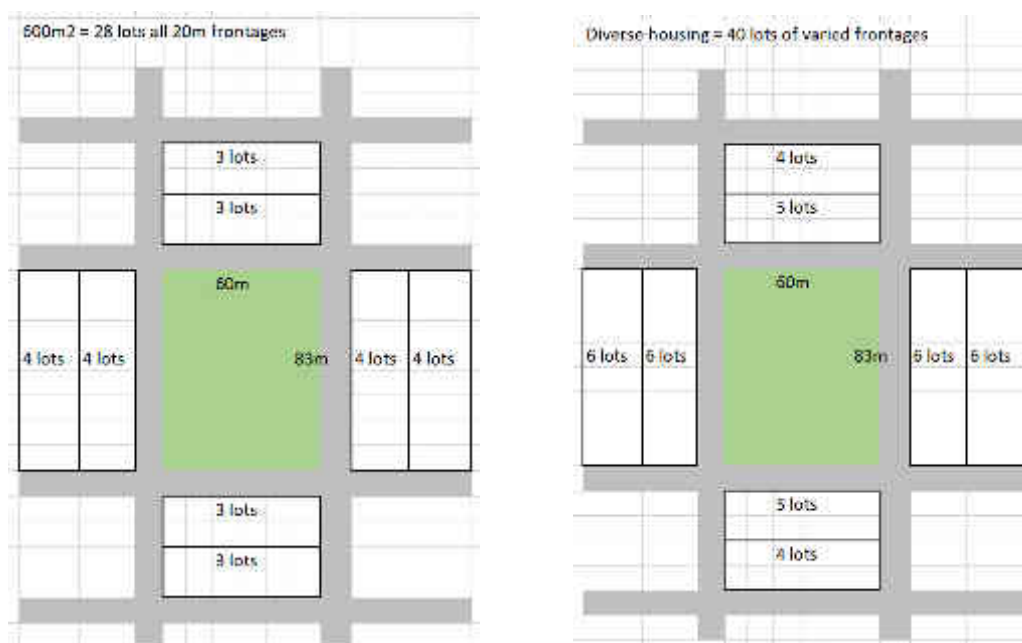 600m2 = 28 lots all 20m frontages
3 lots
3 lots
60m
4 lots 4 lots 83m 4 lots 4 lots
3 lots
3 lots
Diverse housing = 40 lots of varied frontages
4 lots
5 lots
60m
6 lots 6 lots 83m 6 lots 6 lots
5 lots
4 lots